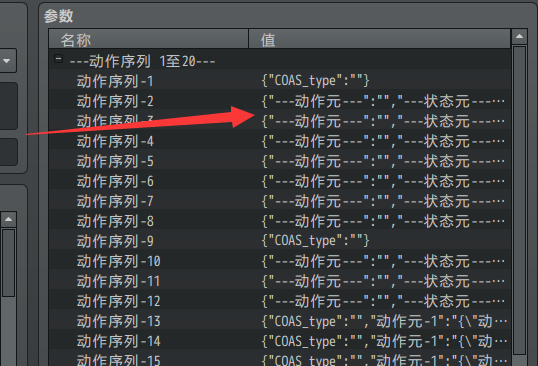 参数
名称 值
---动作序列 1至20---
动作序列-1 {"COAS_type":""}
动作序列-2 {"---动作元---":"","---状态元---…
动作序列-3 {"---动作元---":"","---状态元---…
动作序列-4 {"---动作元---":"","---状态元---…
动作序列-5 {"---动作元---":"","---状态元---…
动作序列-6 {"---动作元---":"","---状态元---…
动作序列-7 {"---动作元---":"","---状态元---…
动作序列-8 {"---动作元---":"","---状态元---…
动作序列-9 {"COAS_type":""}
动作序列-10 {"---动作元---":"","---状态元---…
动作序列-11 {"---动作元---":"","---状态元---…
动作序列-12 {"---动作元---":"","---状态元---…
动作序列-13 {"COAS_type":"","动作元-1":"{\"动…
动作序列-14 {"COAS_type":"","动作元-1":"{\"动…
动作序列-15 {"COAS_type":"","动作元-1":"{\"动…